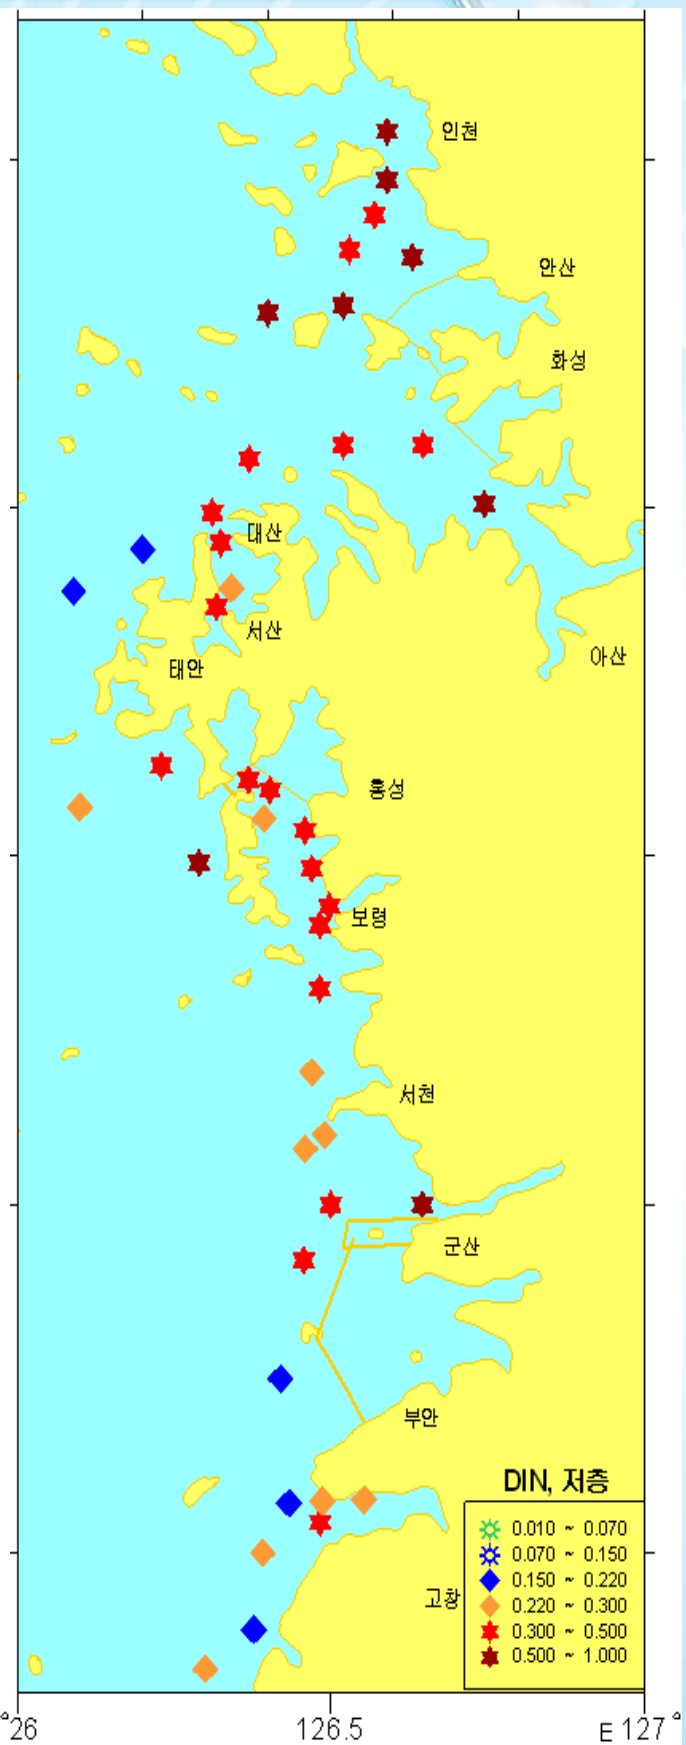 인천
안산
화성
대산
서산
아산
태안
홍성
보령
서천
군산
부안
고창
DIN, 저층
0.010 ~ 0.070
0.070 ~ 0.150
0.150 ~ 0.220
0.220 ~ 0.300
0.300 ~ 0.500
0.500 ~ 1.000
°26 126.5 E 127 °